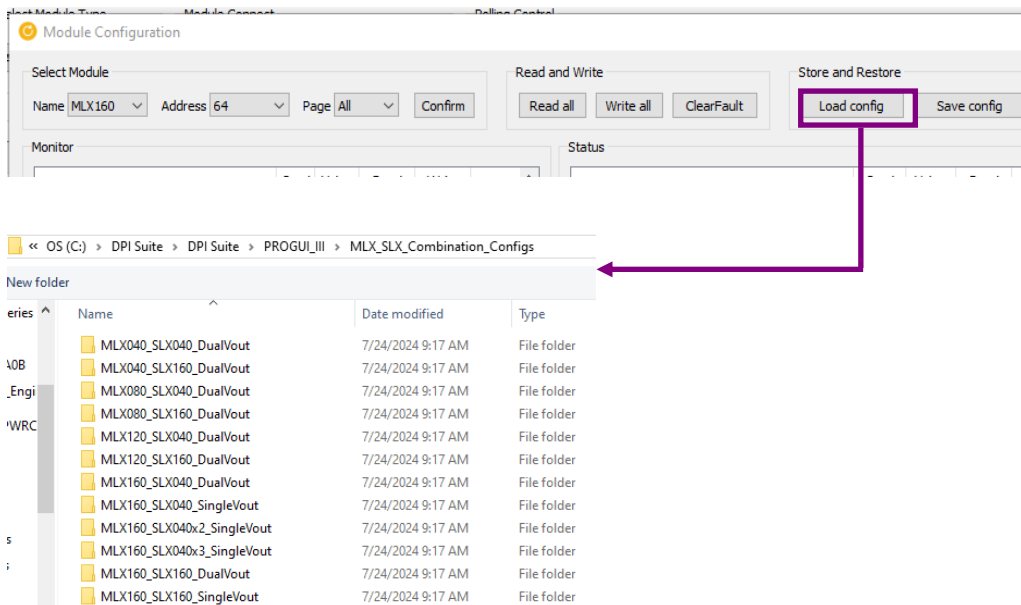 Module Configuration
Select Module
Read and Write
Store and Restore
Name MLX160 Address 64 Page All Confirm
Read all Write all ClearFault
Load config Save config
Monitor
Status
« OS (C:) > DPI Suite > DPI Suite > PROGUI_III > MLX_SLX_Combination_Configs
New folder
Name Date modified Type
MLX040_SLX040_DualVout 7/24/2024 9:17 AM File folder
MLX040_SLX160_DualVout 7/24/2024 9:17 AM File folder
MLX080_SLX040_DualVout 7/24/2024 9:17 AM File folder
MLX080_SLX160_DualVout 7/24/2024 9:17 AM File folder
MLX120_SLX040_DualVout 7/24/2024 9:17 AM File folder
MLX120_SLX160_DualVout 7/24/2024 9:17 AM File folder
MLX160_SLX040_DualVout 7/24/2024 9:17 AM File folder
MLX160_SLX040_SingleVout 7/24/2024 9:17 AM File folder
MLX160_SLX040x2_SingleVout 7/24/2024 9:17 AM File folder
MLX160_SLX040x3_SingleVout 7/24/2024 9:17 AM File folder
MLX160_SLX160_DualVout 7/24/2024 9:17 AM File folder
MLX160_SLX160_SingleVout 7/24/2024 9:17 AM File folder